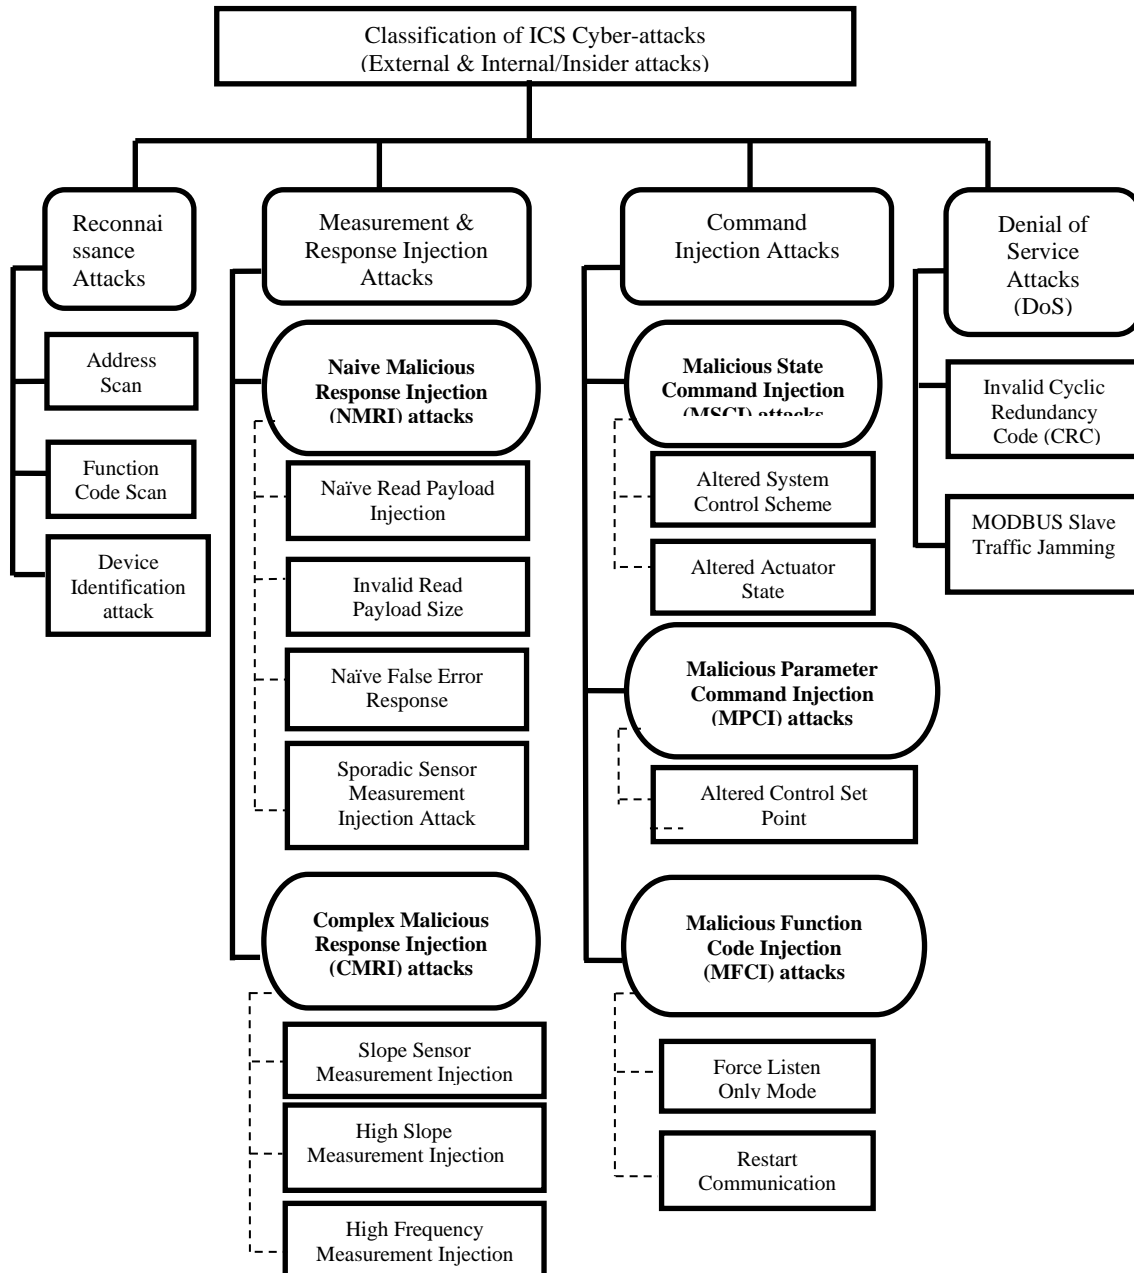 Classification of ICS Cyber-attacks
(External & Internal/Insider attacks)
Reconnai
ssance
Attacks
Address
Scan
Function
Code Scan
Device
Identification
attack
Measurement &
Response Injection
Attacks
Naive Malicious
Response Injection
(NMRI) attacks
Naïve Read Payload
Injection
Invalid Read
Payload Size
Naïve False Error
Response
Sporadic Sensor
Measurement
Injection Attack
Complex Malicious
Response Injection
(CMRI) attacks
Slope Sensor
Measurement Injection
High Slope
Measurement Injection
High Frequency
Measurement Injection
Command
Injection Attacks
Malicious State
Command Injection
(MSCI) attacks
Altered System
Control Scheme
Altered Actuator
State
Malicious Parameter
Command Injection
(MPCI) attacks
Altered Control Set
Point
Malicious Function
Code Injection
(MFCI) attacks
Force Listen
Only Mode
Restart
Communication
Denial of
Service
Attacks
(DoS)
Invalid Cyclic
Redundancy
Code (CRC)
MODBUS Slave
Traffic Jamming